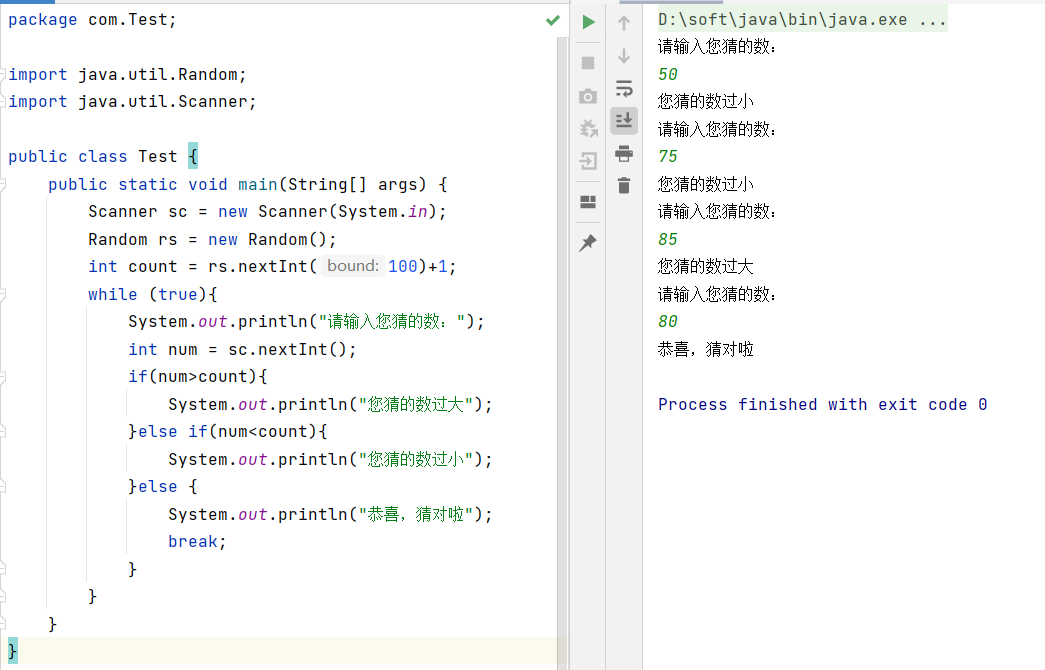 package com.Test;
import java.util.Random;
import java.util.Scanner;
public class Test {
public static void main(String[] args) {
Scanner sc = new Scanner(System.in);
Random rs = new Random();
int count = rs.nextInt( bound: 100)+1;
while (true){
System.out.println("请输入您猜的数：");
int num = sc.nextInt();
if(num>count){
System.out.println("您猜的数过大");
}else if(num<count){
System.out.println("您猜的数过小");
}else {
System.out.println("恭喜，猜对啦");
break;
}
}
}
}
D:\soft\java\bin\java.exe ...
请输入您猜的数：
50
您猜的数过小
请输入您猜的数：
75
您猜的数过小
请输入您猜的数：
85
您猜的数过大
请输入您猜的数：
80
恭喜，猜对啦
Process finished with exit code 0